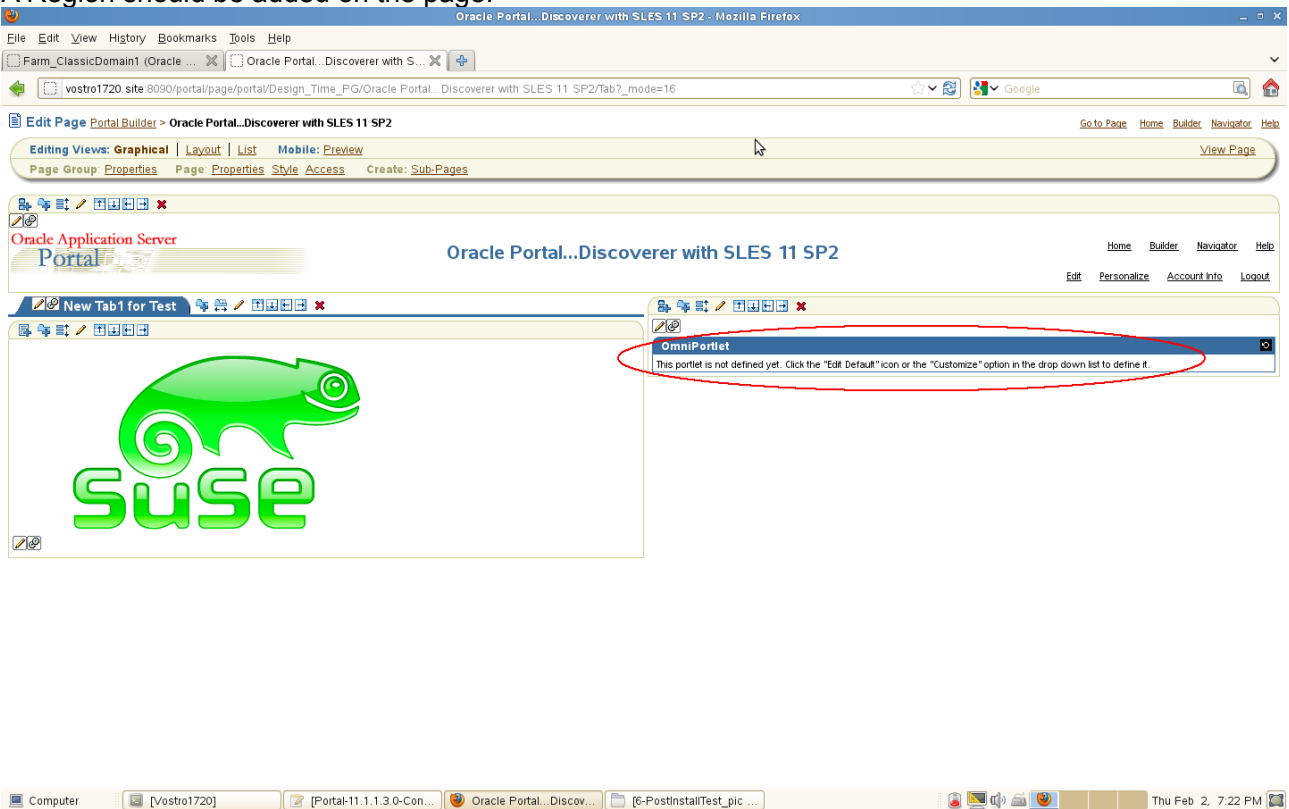 A Region should be added on the page.
Oracle Portal...Discoverer with SLES 11 SP2 - Mozilla Firefox
File Edit View History Bookmarks Tools Help
Farm_ClassicDomain1 (Oracle ... Oracle Portal...Discoverer with S...
vostro1720.site:8090/portal/page/portal/Design_Time_PG/Oracle Portal...Discoverer with SLES 11 SP2/Tab?_mode=16 Google
Edit Page Portal Builder > Oracle Portal...Discoverer with SLES 11 SP2 Go to Page Home Builder Navigator Help
Editing Views: Graphical | Layout | List Mobile: Preview View Page
Page Group: Properties Page: Properties Style Access Create: Sub-Pages
Oracle Application Server
Portal
Oracle Portal...Discoverer with SLES 11 SP2
Home Builder Navigator Help
Edit Personalize Account Info Logout
New Tab1 for Test
OmniPortlet
This portlet is not defined yet. Click the "Edit Default" icon or the "Customize" option in the drop down list to define it.
SUSE
Computer [Vostro1720] [Portal-11.1.1.3.0-Con... Oracle Portal...Discov... [6-PostInstallTest_pic ... Thu Feb 2, 7:22 PM